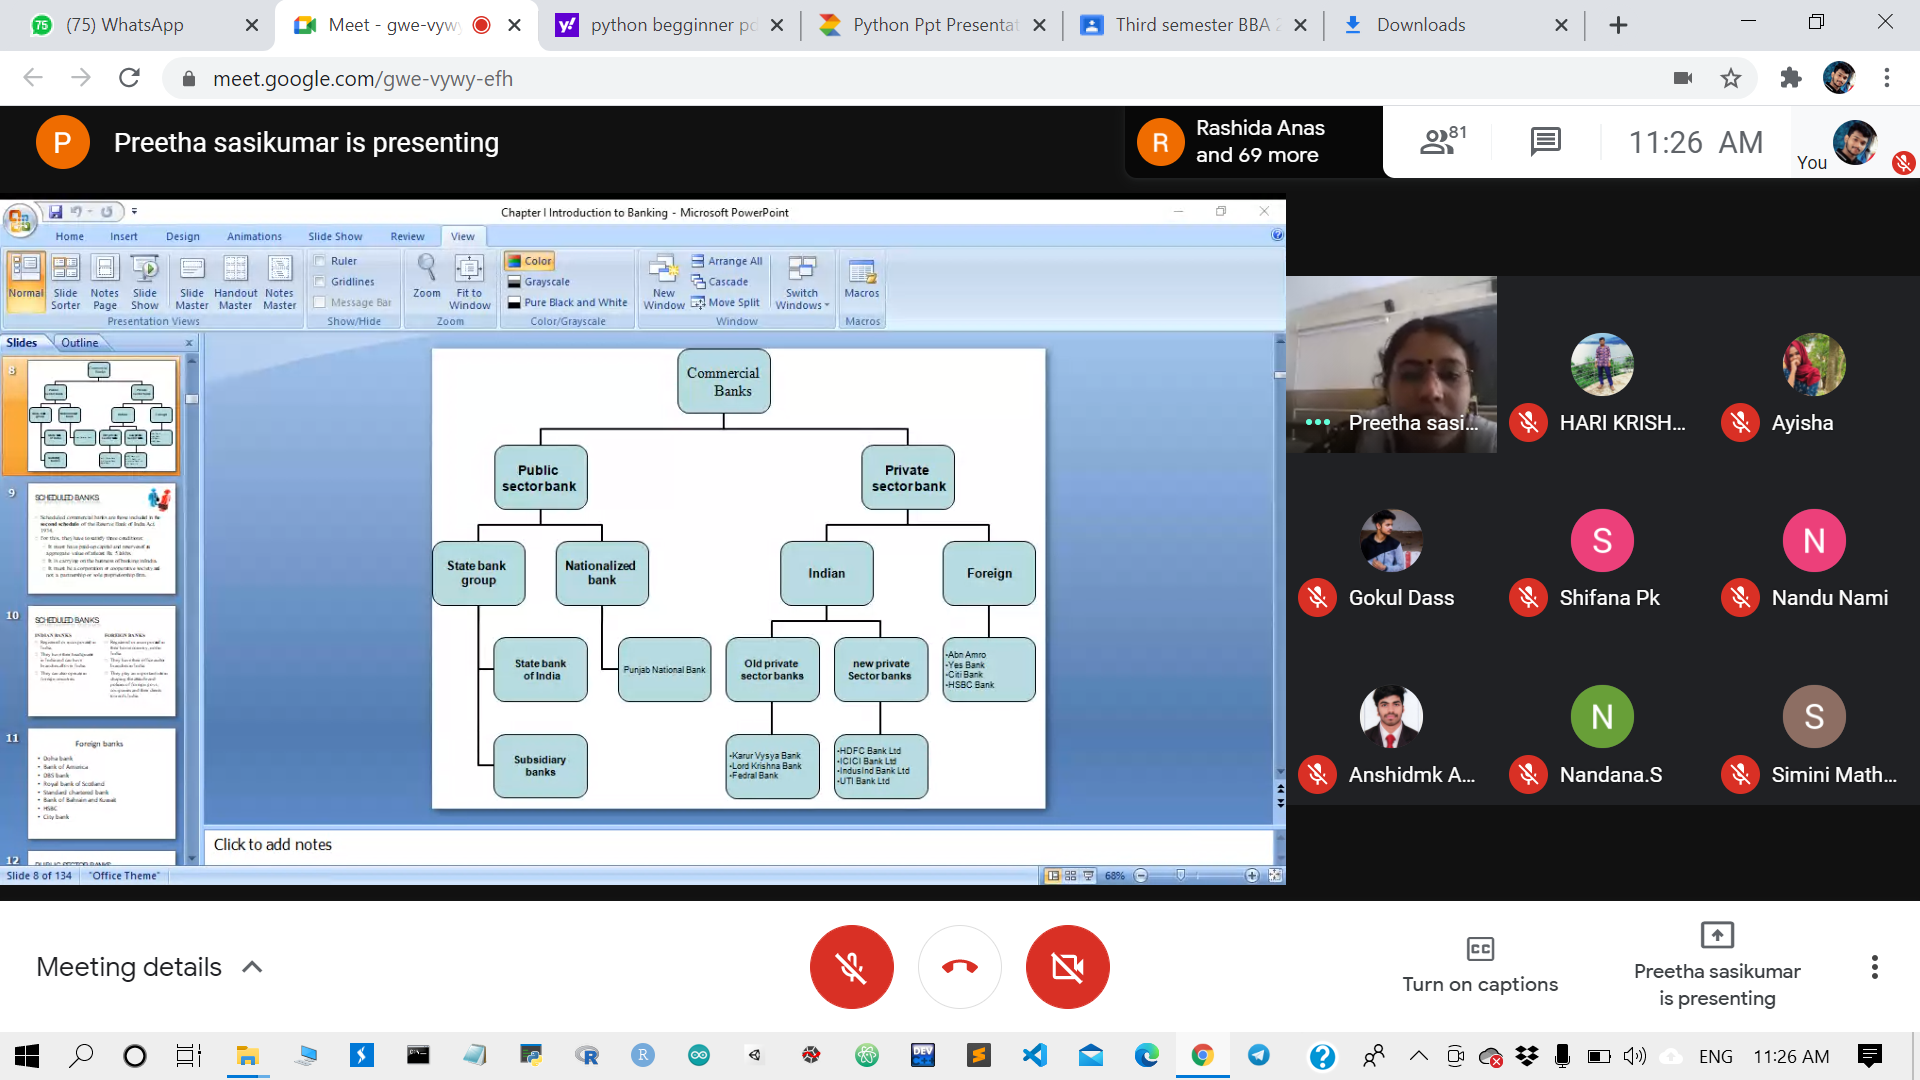 (75) WhatsApp
Meet - gwe-vywy
python begginner pd
Python Ppt Presentat
Third semester BBA 2
Downloads
meet.google.com/gwe-vywy-efh
P
Preetha sasikumar is presenting
R
Rashida Anas
and 69 more
81
11:26 AM
You
Chapter I Introduction to Banking - Microsoft PowerPoint
Home Insert Design Animations Slide Show Review View
Normal
Slide
Sorter
Notes
Page
Slide
Show
Slide
Master
Handout
Master
Notes
Master
Presentation Views
Ruler
Gridlines
Message Bar
Show/Hide
Zoom
Fit to
Window
Zoom
Color
Grayscale
Pure Black and White
Color/Grayscale
New
Window
Arrange All
Cascade
Move Split
Switch
Windows
Window
Macros
Macros
Slides Outline
8
9
SCHEDULED BANKS
10
SCHEDULED BANKS
INDIAN BANKS FOREIGN BANKS
11
Foreign banks
• Doha bank
• Bank of America
• DBS bank
• Royal bank of Scotland
• Standard chartered bank
• Bank of Bahrain and Kuwait
• HSBC
• City bank
12
PUBLIC SECTOR BANKS
Commercial
Banks
Public
sectorbank
Private
sectorbank
State bank
group
Nationalized
bank
Indian
Foreign
State bank
of India
Punjab National Bank
Old private
sector banks
new private
Sector banks
•Abn Amro
•Yes Bank
•Citi Bank
•HSBC Bank
Subsidiary
banks
•Karur Vysya Bank
•Lord Krishna Bank
•Fedral Bank
•HDFC Bank Ltd
•ICICI Bank Ltd
•IndusInd Bank Ltd
•UTI Bank Ltd
Click to add notes
Slide 8 of 134 "Office Theme"
68%
Preetha sasi...
HARI KRISH...
Ayisha
Gokul Dass
S
Shifana Pk
N
Nandu Nami
Anshidmk A...
N
Nandana.S
S
Simini Math...
Meeting details
Turn on captions
Preetha sasikumar
is presenting
ENG 11:26 AM